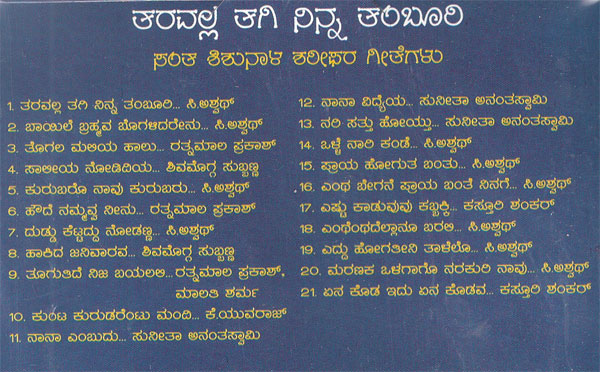 ತರವಲ್ಲ ತಗಿ ನಿನ್ನ ತಂಬೂರಿ
ಸಂತ ಶಿಶುನಾಳ ಶರೀಫರ ಗೀತೆಗಳು
1. ತರವಲ್ಲ ತಗಿ ನಿನ್ನ ತಂಬೂರಿ... ಸಿ.ಅಶ್ವಥ್
2. ಬಾಯಿಲೆ ಬ್ರಹ್ಮವ ಬೊಗಳಿದರೇನು... ಸಿ.ಅಶ್ವಥ್
3. ತೊಗಲ ಮಲಿಯ ಹಾಲು... ರತ್ನಮಾಲ ಪ್ರಕಾಶ್
4. ಸಾಲೀಯ ನೋಡಿದಿಯ... ಶಿವಮೊಗ್ಗ ಸುಬ್ಬಣ್ಣ
5. ಕುರುಬರೊ ನಾವು ಕುರುಬರು... ಸಿ.ಅಶ್ವಥ್
6. ಹೌದೆ ನಮ್ಮವ್ವ ನೀನು... ರತ್ನಮಾಲ ಪ್ರಕಾಶ್
7. ದುಡ್ಡು ಕೆಟ್ಟದ್ದು ನೋಡಣ್ಣ... ಸಿ.ಅಶ್ವಥ್
8. ಹಾಕಿದ ಜನಿವಾರವ... ಶಿವಮೊಗ್ಗ ಸುಬ್ಬಣ್ಣ
9. ತೂಗುತಿದೆ ನಿಜ ಬಯಲಲಿ... ರತ್ನಮಾಲ ಪ್ರಕಾಶ್,
ಮಾಲತಿ ಶರ್ಮ
10. ಕುಂಟ ಕುರುಡರೆಂಟು ಮಂದಿ... ಕೆ.ಯುವರಾಜ್
11. ನಾನಾ ಎಂಬುದು... ಸುನೀತಾ ಅನಂತಸ್ವಾಮಿ
12. ನಾನಾ ವಿದ್ಯೆಯ... ಸುನೀತಾ ಅನಂತಸ್ವಾಮಿ
13. ನರಿ ಸತ್ತು ಹೋಯ್ತು... ಸುನೀತಾ ಅನಂತಸ್ವಾಮಿ
14. ಒಳ್ಳೆ ನಾರಿ ಕಂಡೆ... ಸಿ.ಅಶ್ವಥ್
15. ಪ್ರಾಯ ಹೋಗುತ ಬಂತು... ಸಿ.ಅಶ್ವಥ್
16. ಎಂಥ ಬೇಗನೆ ಪ್ರಾಯ ಬಂತೆ ನಿನಗೆ... ಸಿ.ಅಶ್ವಥ್
17. ಎಷ್ಟು ಕಾಡುವುವು ಕಬ್ಬಕ್ಕಿ... ಕಸ್ತೂರಿ ಶಂಕರ್
18. ಎಂಥೆಂಥದೆಲ್ಲಾನೂ ಬರಲಿ... ಸಿ.ಅಶ್ವಥ್
19. ಎದ್ದು ಹೋಗತೀನಿ ತಾಳೆಲೊ... ಸಿ.ಅಶ್ವಥ್
20. ಮರಣಕ ಒಳಗಾಗೊ ನರಕುರಿ ನಾವು... ಸಿ.ಅಶ್ವಥ್
21. ಏನ ಕೊಡ ಇದು ಏನ ಕೊಡವ... ಕಸ್ತೂರಿ ಶಂಕರ್